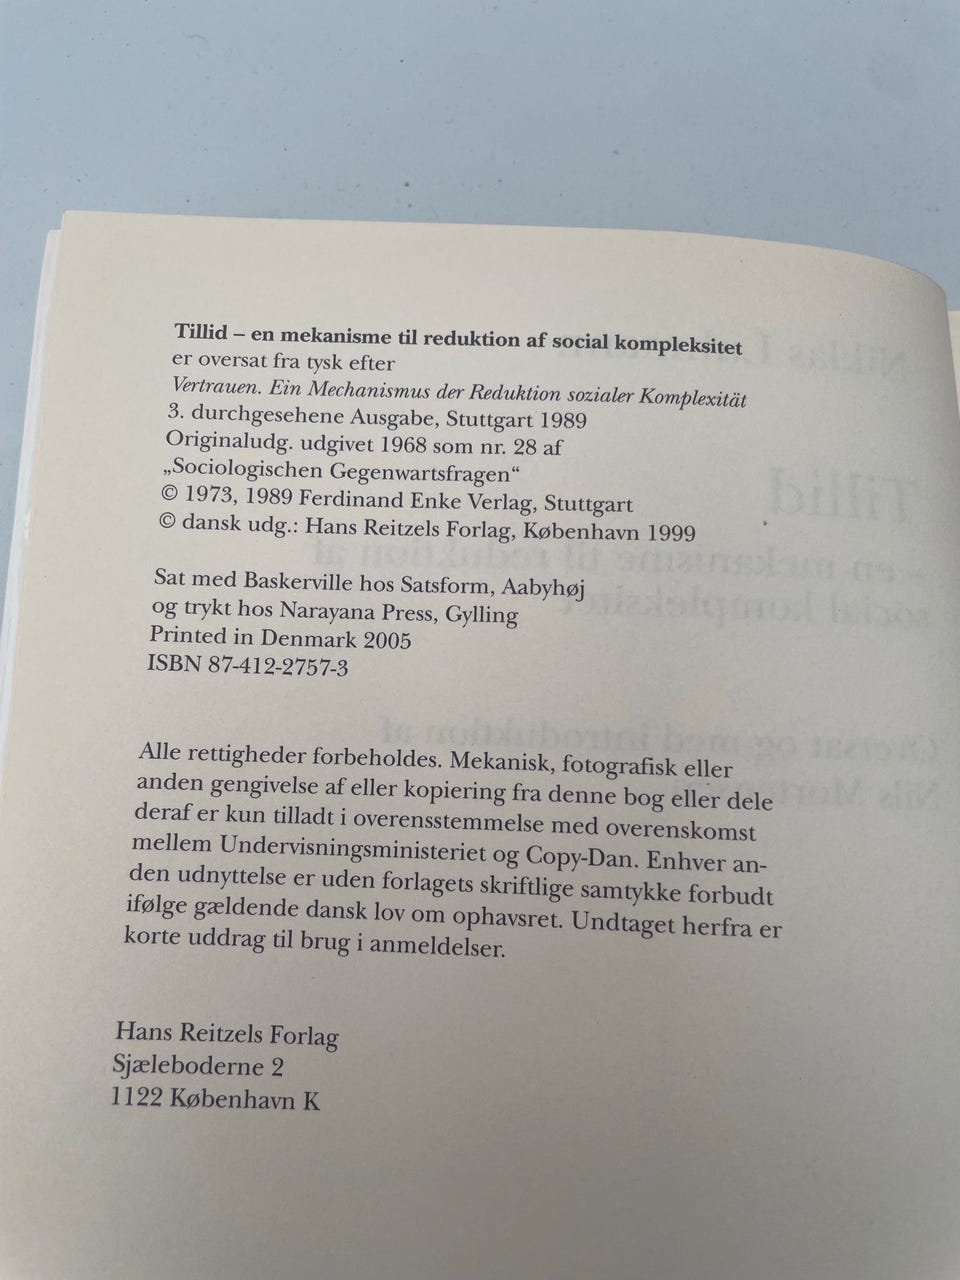 Tillid – en mekanisme til reduktion af social kompleksitet
er oversat fra tysk efter
Vertrauen. Ein Mechanismus der Reduktion sozialer Komplexität
3. durchgesehene Ausgabe, Stuttgart 1989
Originaludg. udgivet 1968 som nr. 28 af
„Sociologischen Gegenwartsfragen“
© 1973, 1989 Ferdinand Enke Verlag, Stuttgart
© dansk udg.: Hans Reitzels Forlag, København 1999
Sat med Baskerville hos Satsform, Aabyhøj
og trykt hos Narayana Press, Gylling
Printed in Denmark 2005
ISBN 87-412-2757-3
Alle rettigheder forbeholdes. Mekanisk, fotografisk eller
anden gengivelse af eller kopiering fra denne bog eller dele
deraf er kun tilladt i overensstemmelse med overenskomst
mellem Undervisningsministeriet og Copy-Dan. Enhver an-
den udnyttelse er uden forlagets skriftlige samtykke forbudt
ifølge gældende dansk lov om ophavsret. Undtaget herfra er
korte uddrag til brug i anmeldelser.
Hans Reitzels Forlag
Sjæleboderne 2
1122 København K